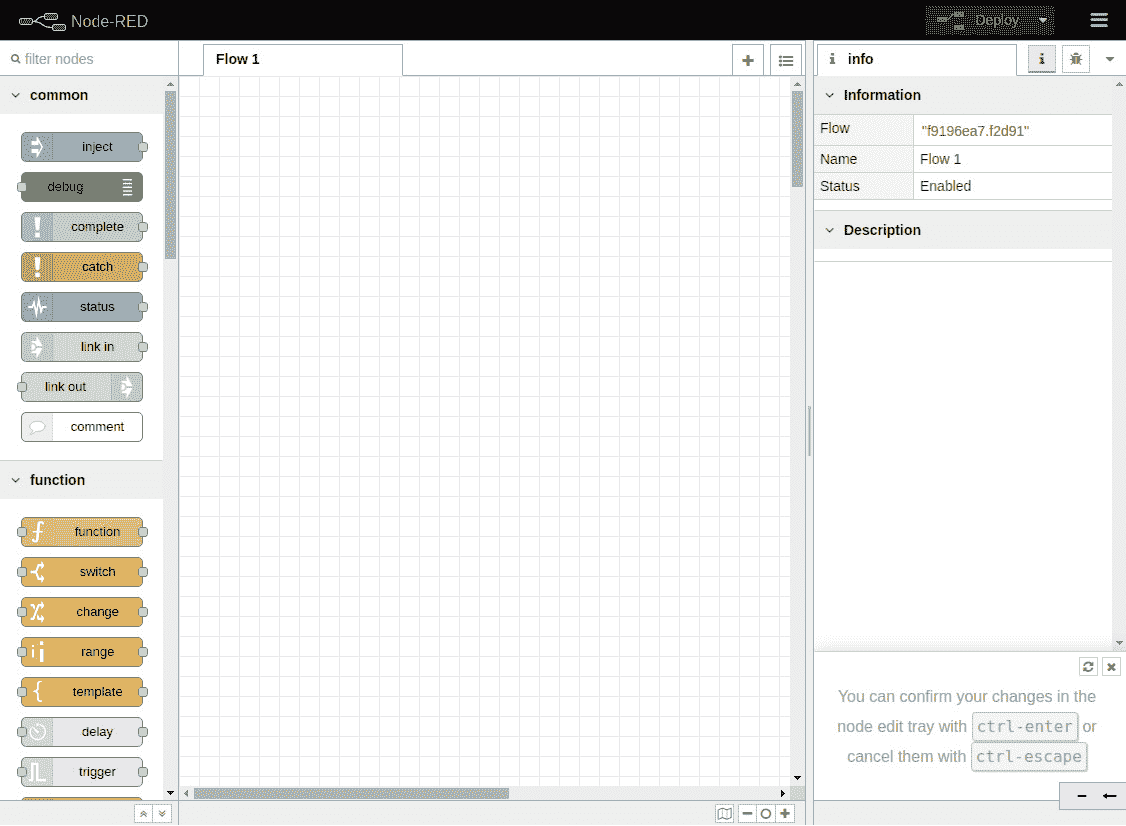 Node-RED
Deploy
filter nodes
Flow 1
info
common
inject
debug
complete
catch
status
link in
link out
comment
function
function
switch
change
range
template
delay
trigger
Information
Flow "f9196ea7.f2d91"
Name Flow 1
Status Enabled
Description
You can confirm your changes in the
node edit tray with ctrl-enter or
cancel them with ctrl-escape